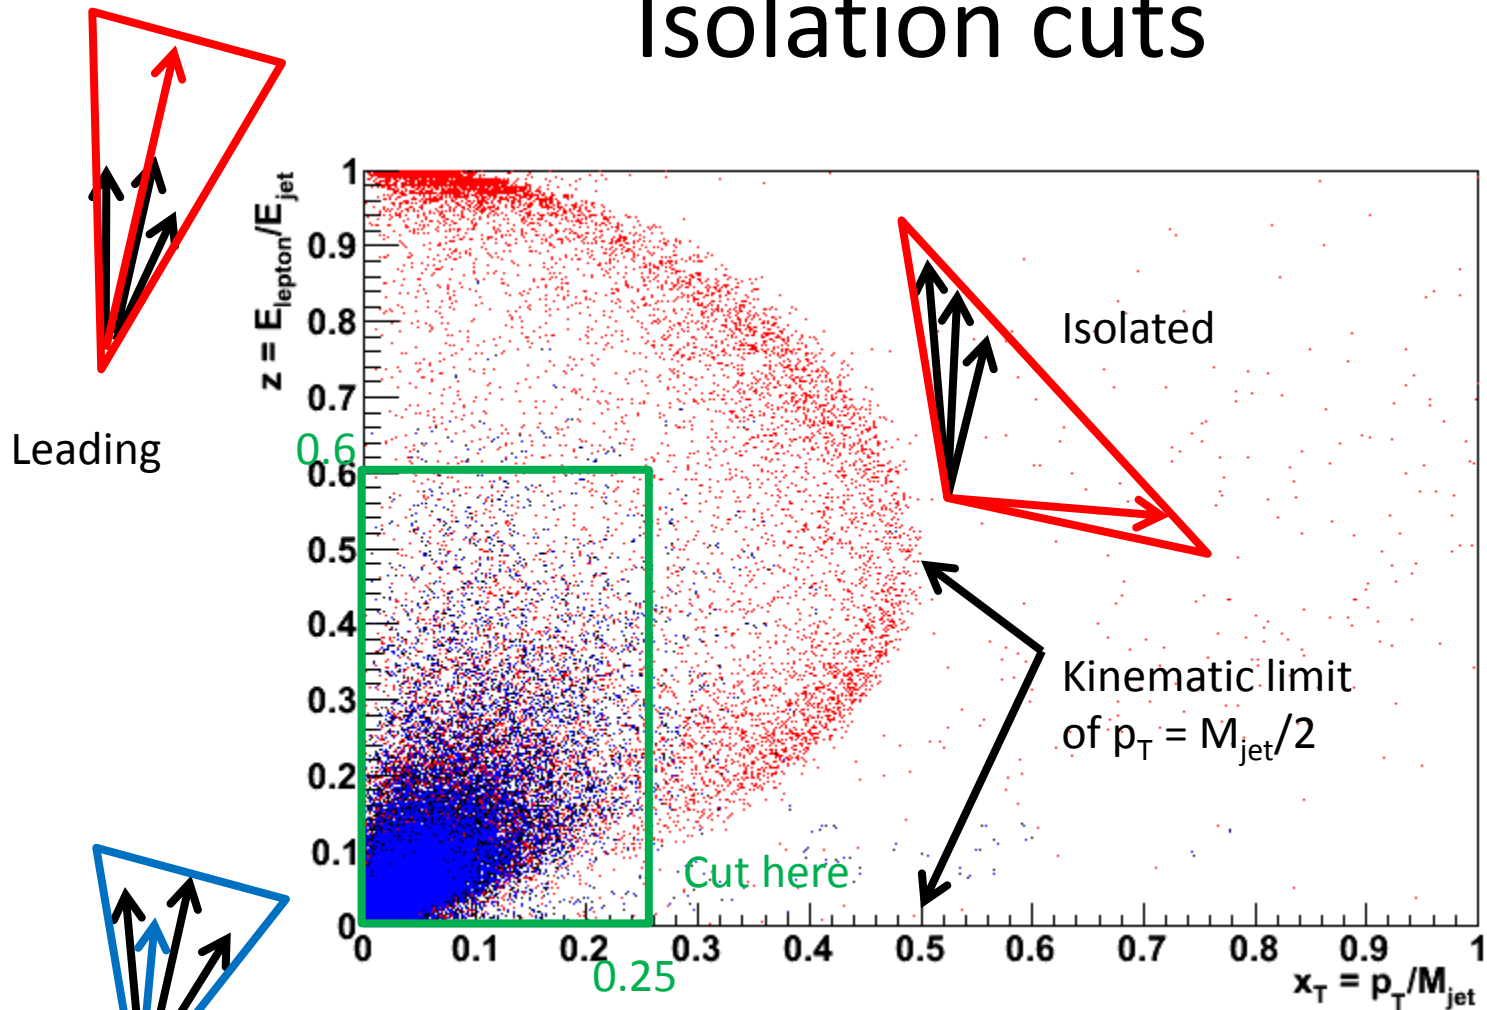 Isolation cuts
Leading
Isolated
Kinematic limit
of p_T = M_jet/2
Cut here
0.6
0.25
z = E_lepton/E_jet
1
0.9
0.8
0.7
0.6
0.5
0.4
0.3
0.2
0.1
0
0 0.1 0.2 0.3 0.4 0.5 0.6 0.7 0.8 0.9 1
x_T = p_T/M_jet